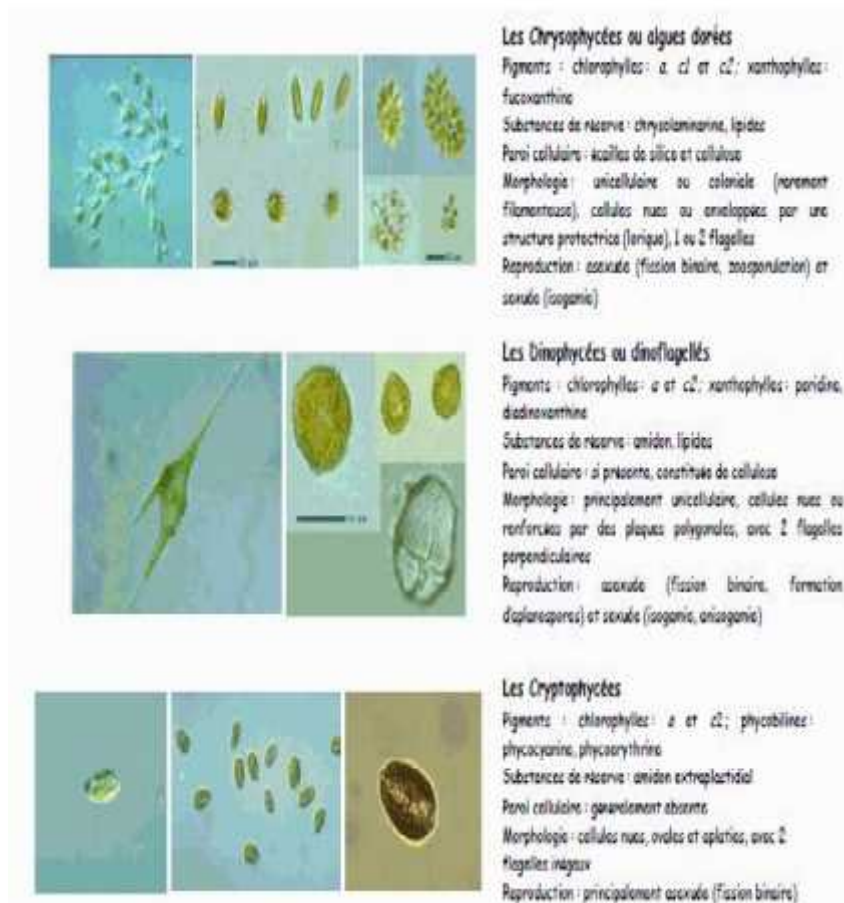 Les Chrysophycées ou algues dorées
Pigments : chlorophylles: a, c1 et c2; xanthophylles:
fucoxanthine
Substances de réserve : chrysolaminarine, lipides
Paroi cellulaire : écailles de silice et cellulose
Morphologie: unicellulaire ou coloniale (rarement
filamenteuse), cellules nues ou enveloppées par une
structure protectrice (lorique), 1 ou 2 flagelles
Reproduction : asexuée (fission binaire, zoosporulation) et
sexuée (isogamie)
Les Dinophycées ou dinoflagellés
Pigments : chlorophylles: a et c2; xanthophylles: peridine,
diadinoxanthine
Substances de réserve : amidon, lipides
Paroi cellulaire : si présente, constituée de cellulose
Morphologie : principalement unicellulaire, cellules nues ou
renforcées par des plaques polygonales, avec 2 flagelles
perpendiculaires
Reproduction : asexuée (fission binaire, formation
d'aplanospores) et sexuée (isogamie, anisogamie)
Les Cryptophycées
Pigments : chlorophylles: a et c2; phycobilines:
phycocyanine, phycoerythrine
Substances de réserve : amidon extraplastidial
Paroi cellulaire : généralement absente
Morphologie : cellules nues, ovales et aplaties, avec 2
flagelles inégaux
Reproduction : principalement asexuée (fission binaire)